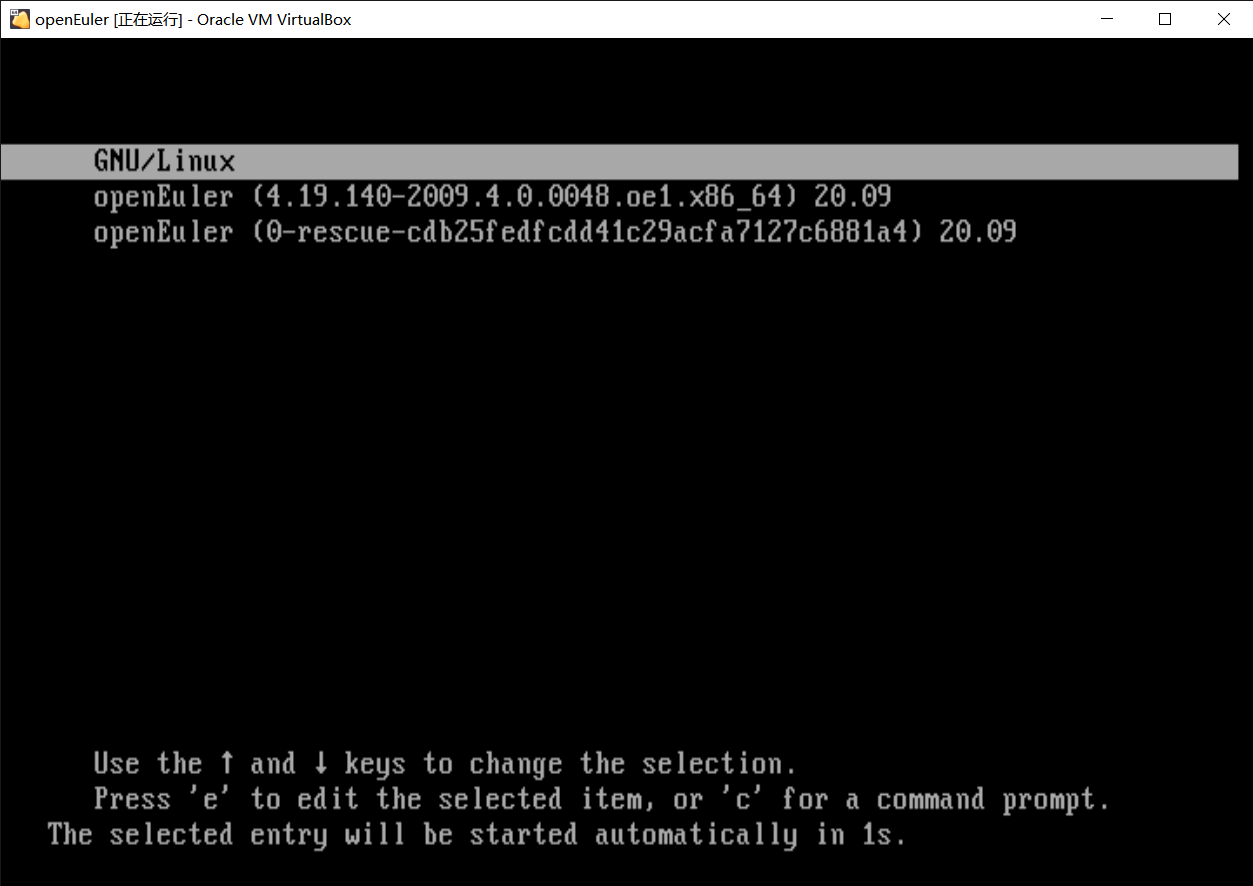 openEuler [正在运行] - Oracle VM VirtualBox
GNU/Linux
openEuler (4.19.140-2009.4.0.0048.oe1.x86_64) 20.09
openEuler (0-rescue-cdb25fedfcdd41c29acfa7127c6881a4) 20.09
Use the ↑ and ↓ keys to change the selection.
Press 'e' to edit the selected item, or 'c' for a command prompt.
The selected entry will be started automatically in 1s.